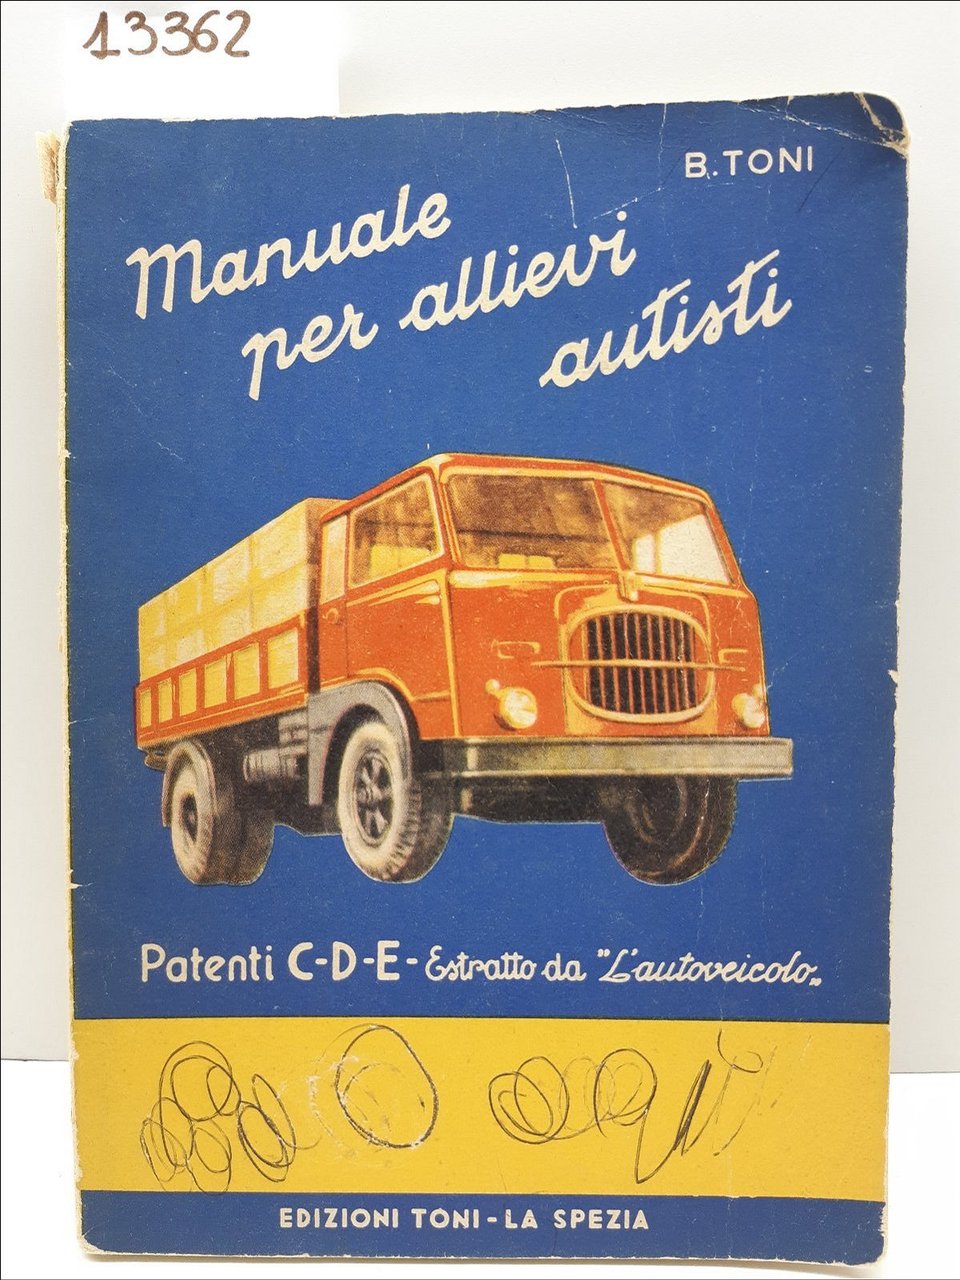 13362
B. TONI
Manuale
per allievi
autisti
Patenti C-D-E- Estratto da "L'autoveicolo„
EDIZIONI TONI - LA SPEZIA